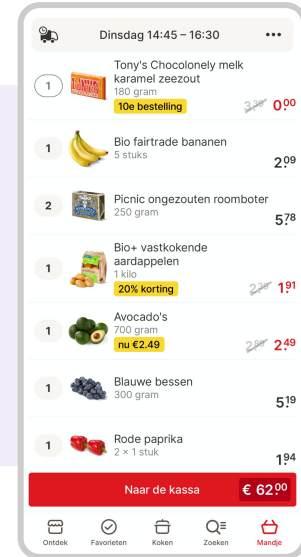 Dinsdag 14:45 – 16:30 •••
Tony's Chocolonely melk
karamel zeezout
180 gram
10e bestelling
3.39 0.00
1
Bio fairtrade bananen
5 stuks
1
2.09
Picnic ongezouten roomboter
250 gram
2
5.78
Bio+ vastkokende
aardappelen
1 kilo
20% korting
1
2.39 1.91
Avocado's
700 gram
nu €2.49
1
2.89 2.49
Blauwe bessen
300 gram
1
5.19
Rode paprika
2 × 1 stuk
1
1.94
Naar de kassa € 62.00
Ontdek Favorieten Koken Zoeken Mandje